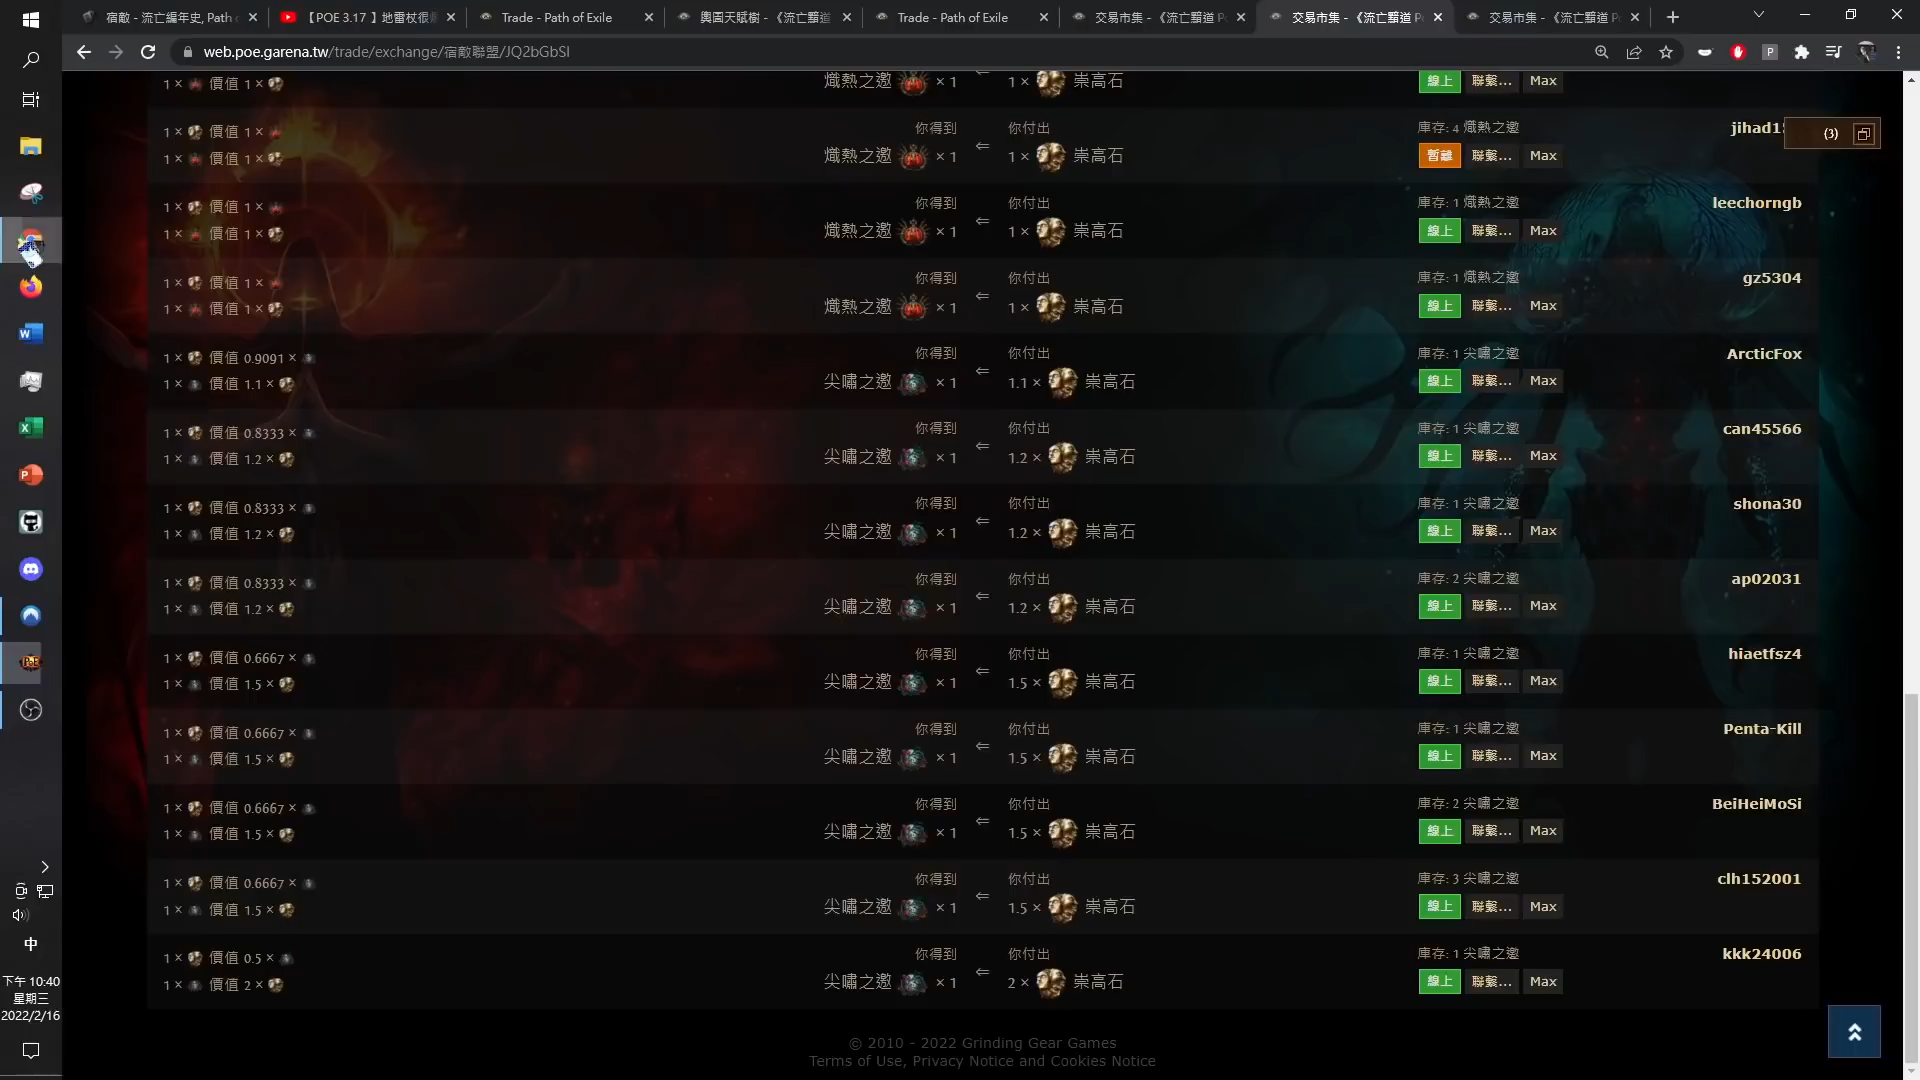 宿敵 - 流亡編年史, Path o
【POE 3.17 】地雷杖很
Trade - Path of Exile
輿圖天賦樹 - 《流亡黯道
Trade - Path of Exile
交易市集 - 《流亡黯道 P
交易市集 - 《流亡黯道 P
交易市集 - 《流亡黯道 P
web.poe.garena.tw/trade/exchange/宿敵聯盟/JQ2bGbSl
1 × 價值 1 ×
熾熱之邀 × 1 ⇐ 1 × 崇高石
線上 聯繫... Max
1 × 價值 1 ×
1 × 價值 1 ×
你得到 你付出
熾熱之邀 × 1 ⇐ 1 × 崇高石
庫存: 4 熾熱之邀
暫離 聯繫... Max
jihad1
(3)
1 × 價值 1 ×
1 × 價值 1 ×
你得到 你付出
熾熱之邀 × 1 ⇐ 1 × 崇高石
庫存: 1 熾熱之邀
線上 聯繫... Max
leechorngb
1 × 價值 1 ×
1 × 價值 1 ×
你得到 你付出
熾熱之邀 × 1 ⇐ 1 × 崇高石
庫存: 1 熾熱之邀
線上 聯繫... Max
gz5304
1 × 價值 0.9091 ×
1 × 價值 1.1 ×
你得到 你付出
尖嘯之邀 × 1 ⇐ 1.1 × 崇高石
庫存: 1 尖嘯之邀
線上 聯繫... Max
ArcticFox
1 × 價值 0.8333 ×
1 × 價值 1.2 ×
你得到 你付出
尖嘯之邀 × 1 ⇐ 1.2 × 崇高石
庫存: 1 尖嘯之邀
線上 聯繫... Max
can45566
1 × 價值 0.8333 ×
1 × 價值 1.2 ×
你得到 你付出
尖嘯之邀 × 1 ⇐ 1.2 × 崇高石
庫存: 1 尖嘯之邀
線上 聯繫... Max
shona30
1 × 價值 0.8333 ×
1 × 價值 1.2 ×
你得到 你付出
尖嘯之邀 × 1 ⇐ 1.2 × 崇高石
庫存: 2 尖嘯之邀
線上 聯繫... Max
ap02031
1 × 價值 0.6667 ×
1 × 價值 1.5 ×
你得到 你付出
尖嘯之邀 × 1 ⇐ 1.5 × 崇高石
庫存: 1 尖嘯之邀
線上 聯繫... Max
hiaetfsz4
1 × 價值 0.6667 ×
1 × 價值 1.5 ×
你得到 你付出
尖嘯之邀 × 1 ⇐ 1.5 × 崇高石
庫存: 1 尖嘯之邀
線上 聯繫... Max
Penta-Kill
1 × 價值 0.6667 ×
1 × 價值 1.5 ×
你得到 你付出
尖嘯之邀 × 1 ⇐ 1.5 × 崇高石
庫存: 2 尖嘯之邀
線上 聯繫... Max
BeiHeiMoSi
1 × 價值 0.6667 ×
1 × 價值 1.5 ×
你得到 你付出
尖嘯之邀 × 1 ⇐ 1.5 × 崇高石
庫存: 3 尖嘯之邀
線上 聯繫... Max
clh152001
1 × 價值 0.5 ×
1 × 價值 2 ×
你得到 你付出
尖嘯之邀 × 1 ⇐ 2 × 崇高石
庫存: 1 尖嘯之邀
線上 聯繫... Max
kkk24006
© 2010 - 2022 Grinding Gear Games
Terms of Use, Privacy Notice and Cookies Notice
中
下午 10:40
星期三
2022/2/16